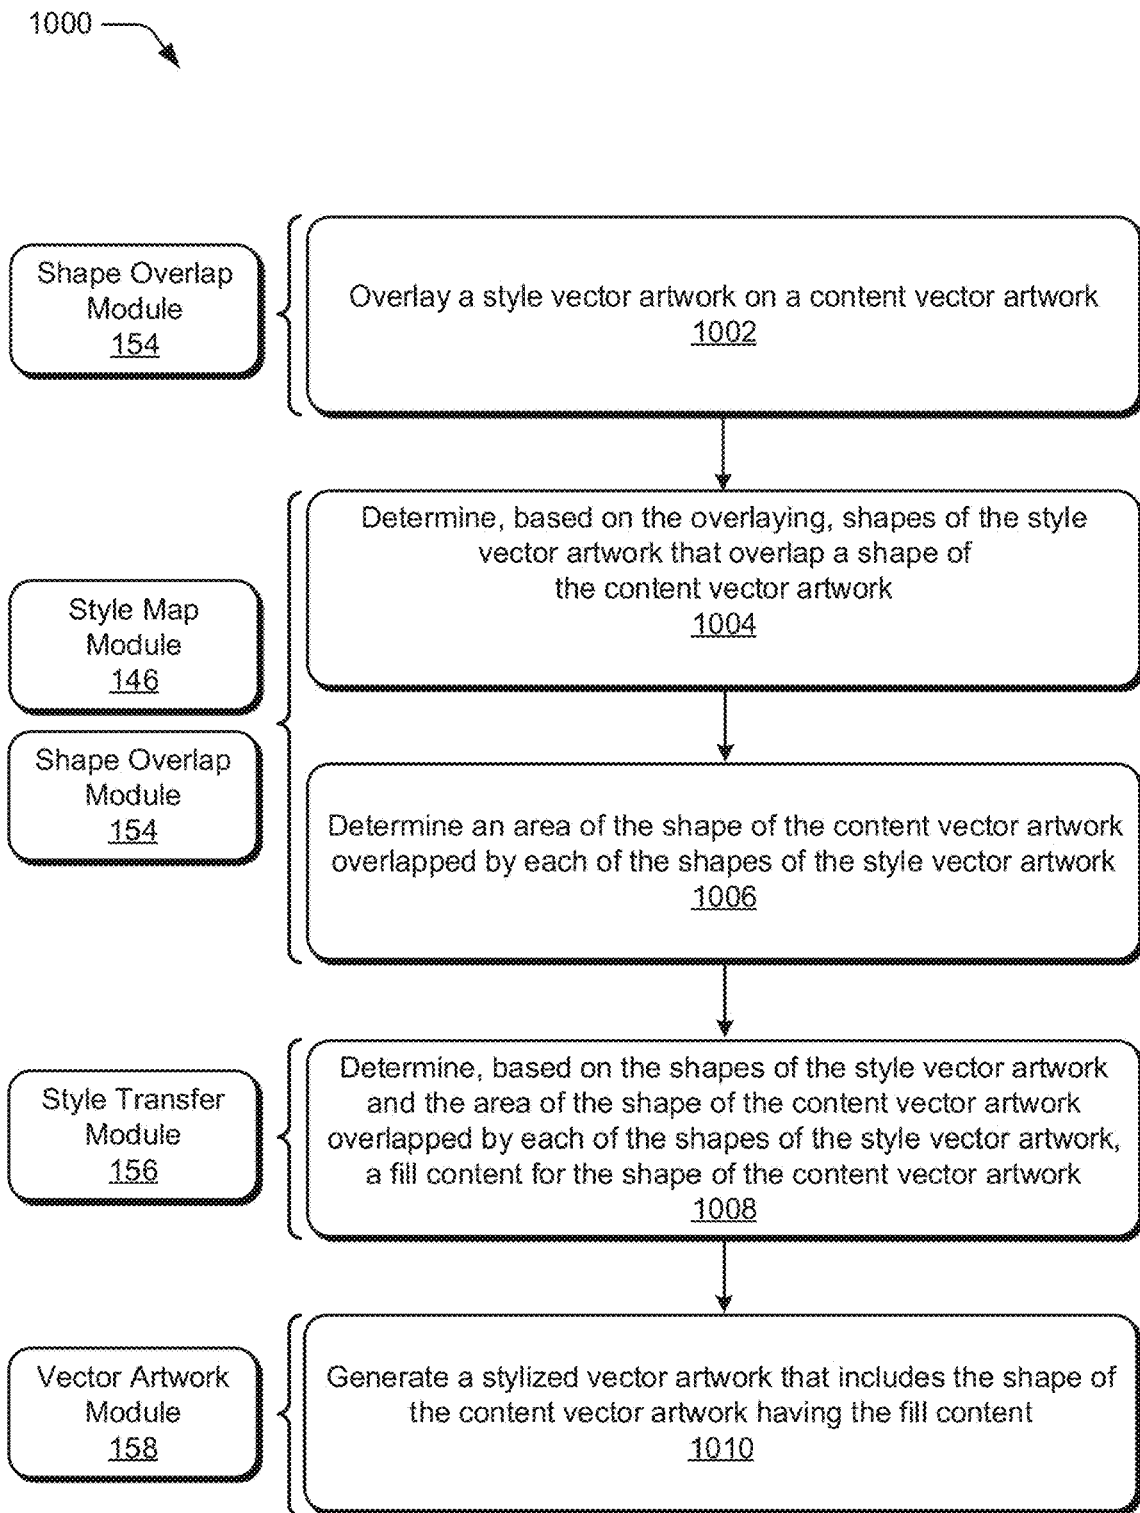 1000
Shape Overlap
Module
154
Overlay a style vector artwork on a content vector artwork
1002
Style Map
Module
146
Shape Overlap
Module
154
Determine, based on the overlaying, shapes of the style
vector artwork that overlap a shape of
the content vector artwork
1004
Determine an area of the shape of the content vector artwork
overlapped by each of the shapes of the style vector artwork
1006
Style Transfer
Module
156
Determine, based on the shapes of the style vector artwork
and the area of the shape of the content vector artwork
overlapped by each of the shapes of the style vector artwork,
a fill content for the shape of the content vector artwork
1008
Vector Artwork
Module
158
Generate a stylized vector artwork that includes the shape of
the content vector artwork having the fill content
1010